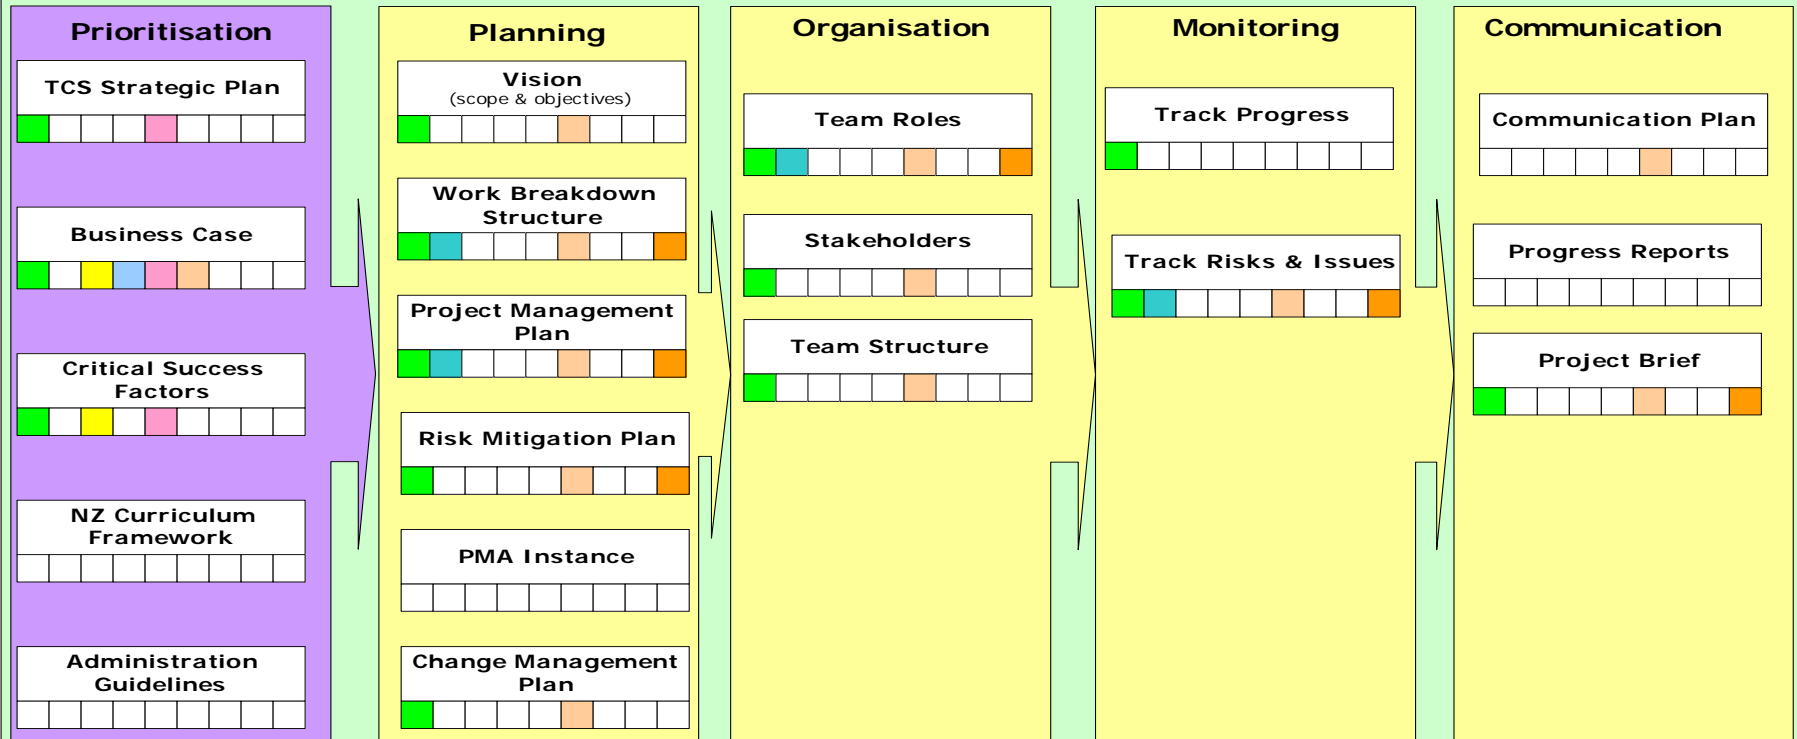 Prioritisation
TCS Strategic Plan
Business Case
Critical Success
Factors
NZ Curriculum
Framework
Administration
Guidelines
Planning
Vision
(scope & objectives)
Work Breakdown
Structure
Project Management
Plan
Risk Mitigation Plan
PMA Instance
Change Management
Plan
Organisation
Team Roles
Stakeholders
Team Structure
Monitoring
Track Progress
Track Risks & Issues
Communication
Communication Plan
Progress Reports
Project Brief